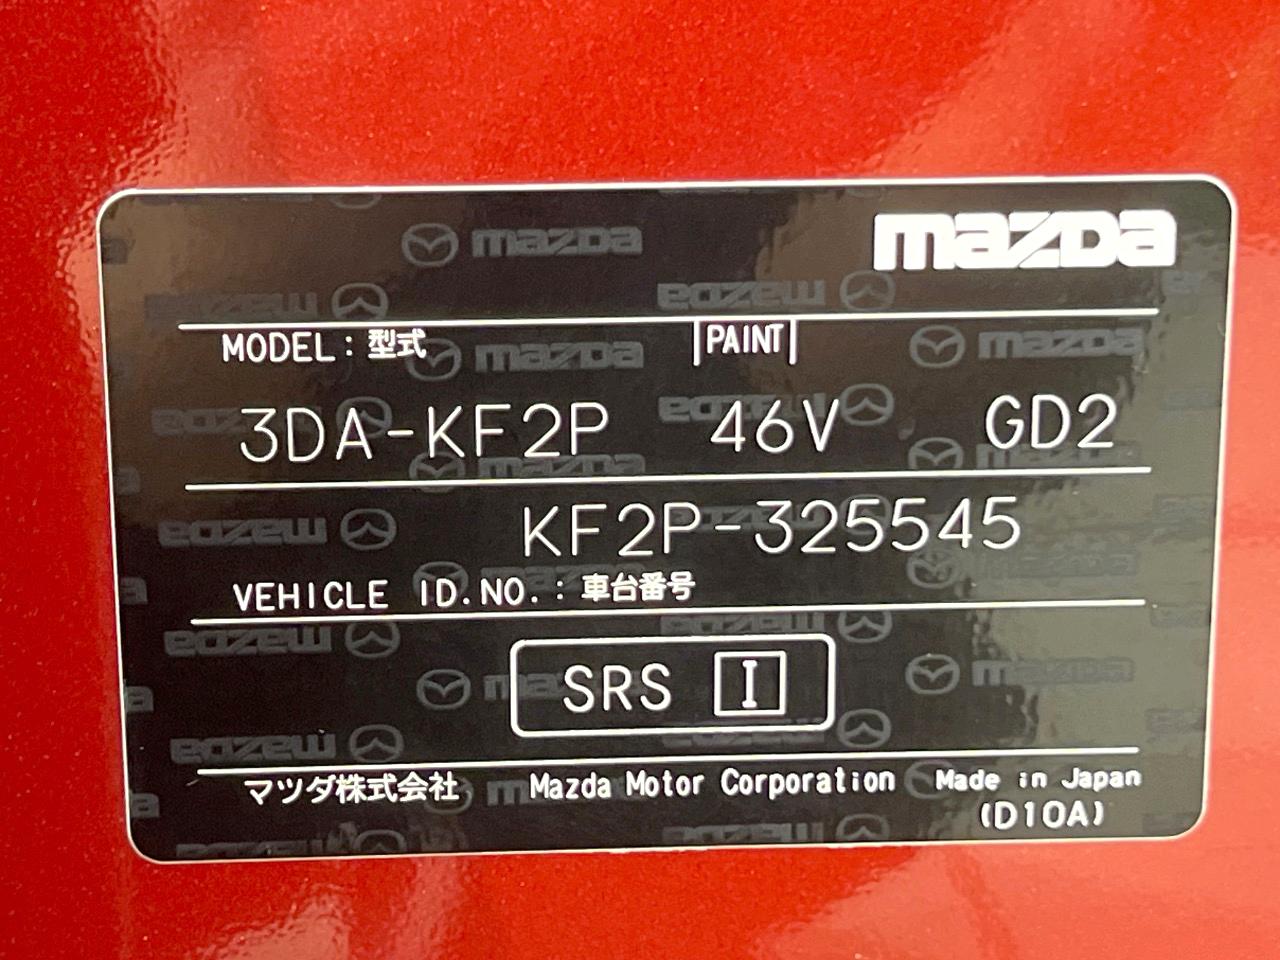 mazda
MODEL : 型式 PAINT
3DA-KF2P 46V GD2
KF2P-325545
VEHICLE ID.NO. : 車台番号
SRS I
マツダ株式会社 Mazda Motor Corporation Made in Japan
(D10A)